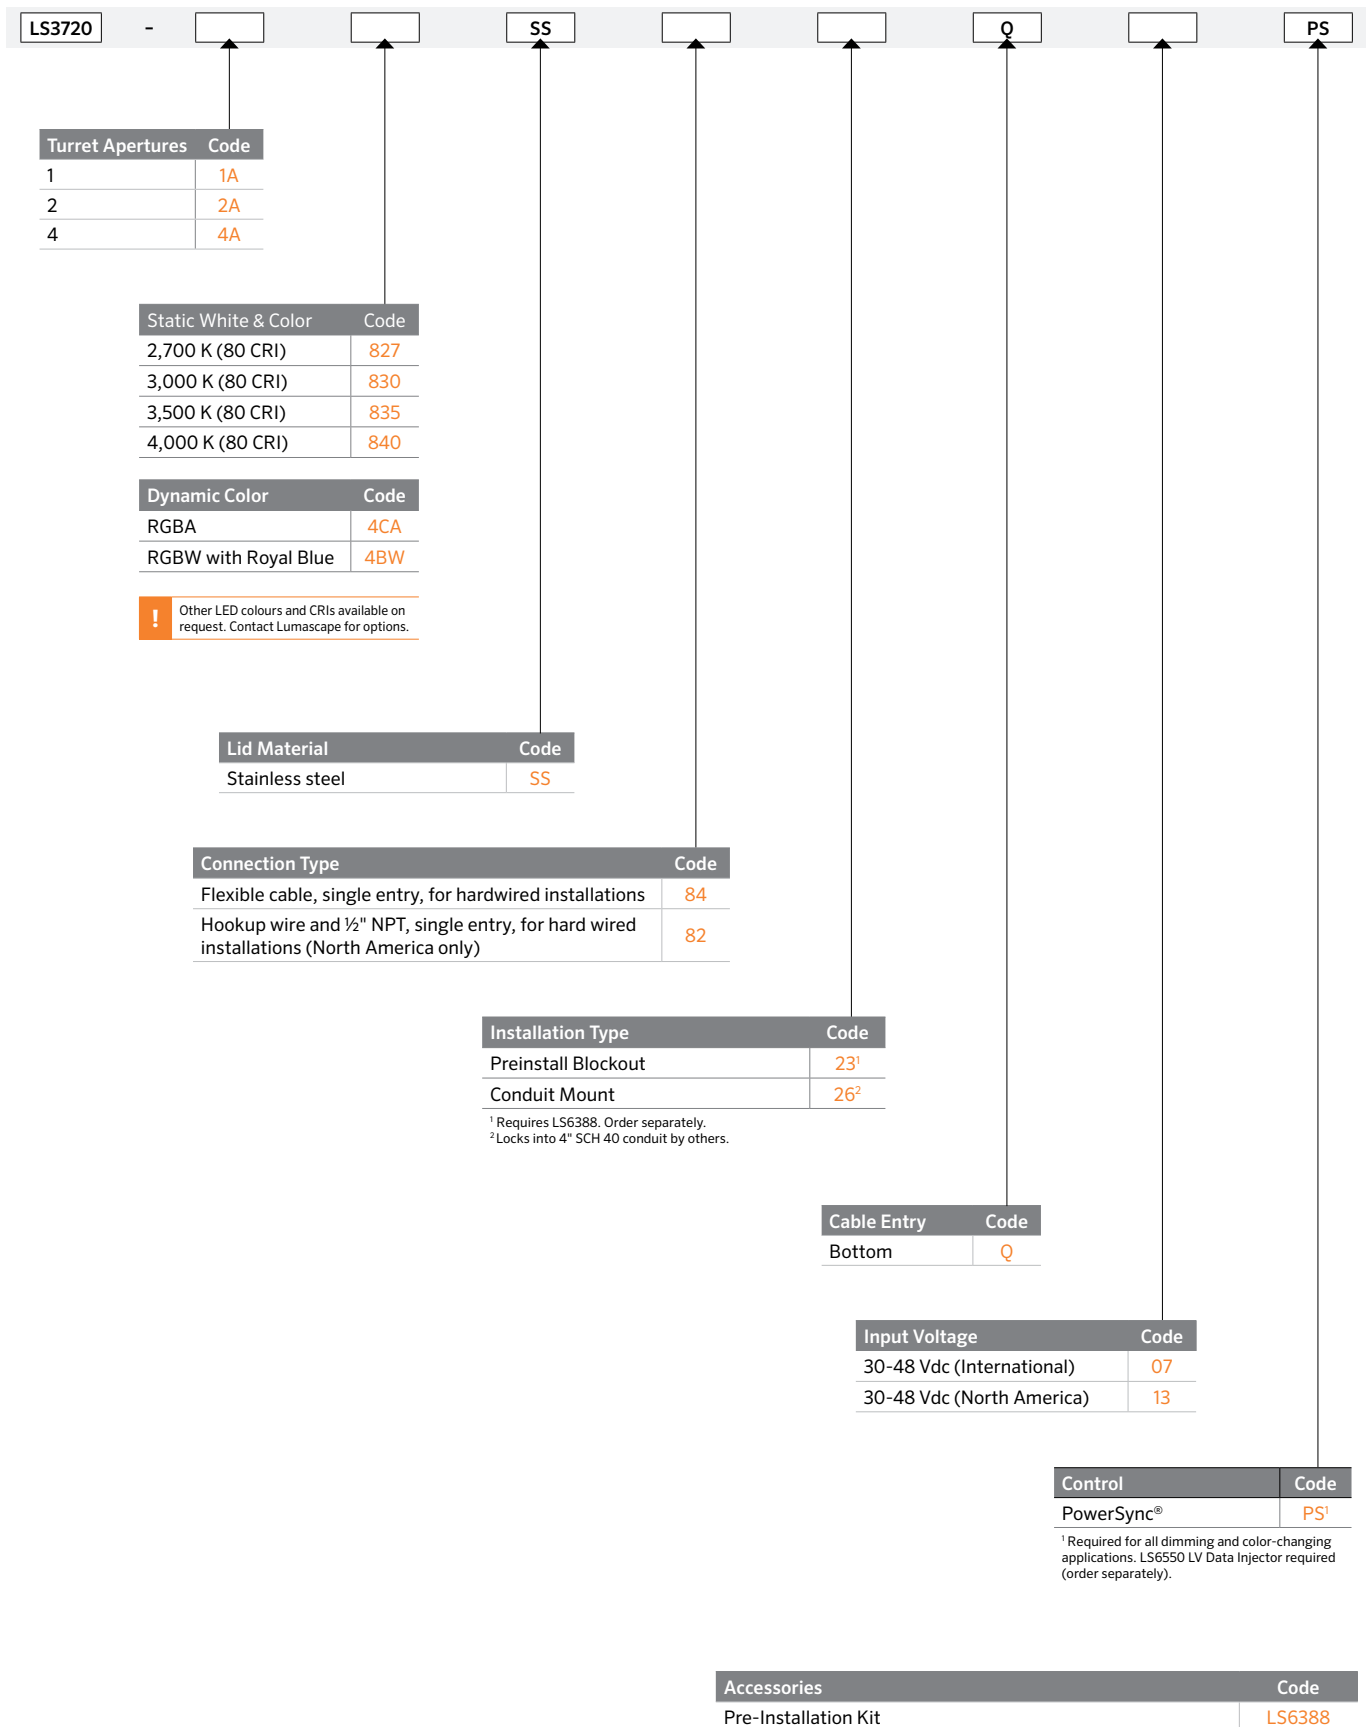 LS3720 - SS Q PS
Turret Apertures Code
1 1A
2 2A
4 4A
Static White & Color Code
2,700 K (80 CRI) 827
3,000 K (80 CRI) 830
3,500 K (80 CRI) 835
4,000 K (80 CRI) 840
Dynamic Color Code
RGBA 4CA
RGBW with Royal Blue 4BW
! Other LED colours and CRIs available on
request. Contact Lumascape for options.
Lid Material Code
Stainless steel SS
Connection Type Code
Flexible cable, single entry, for hardwired installations 84
Hookup wire and ½" NPT, single entry, for hard wired
installations (North America only) 82
Installation Type Code
Preinstall Blockout 23¹
Conduit Mount 26²
¹ Requires LS6388. Order separately.
² Locks into 4" SCH 40 conduit by others.
Cable Entry Code
Bottom Q
Input Voltage Code
30-48 Vdc (International) 07
30-48 Vdc (North America) 13
Control Code
PowerSync® PS¹
¹ Required for all dimming and color-changing
applications. LS6550 LV Data Injector required
(order separately).
Accessories Code
Pre-Installation Kit LS6388